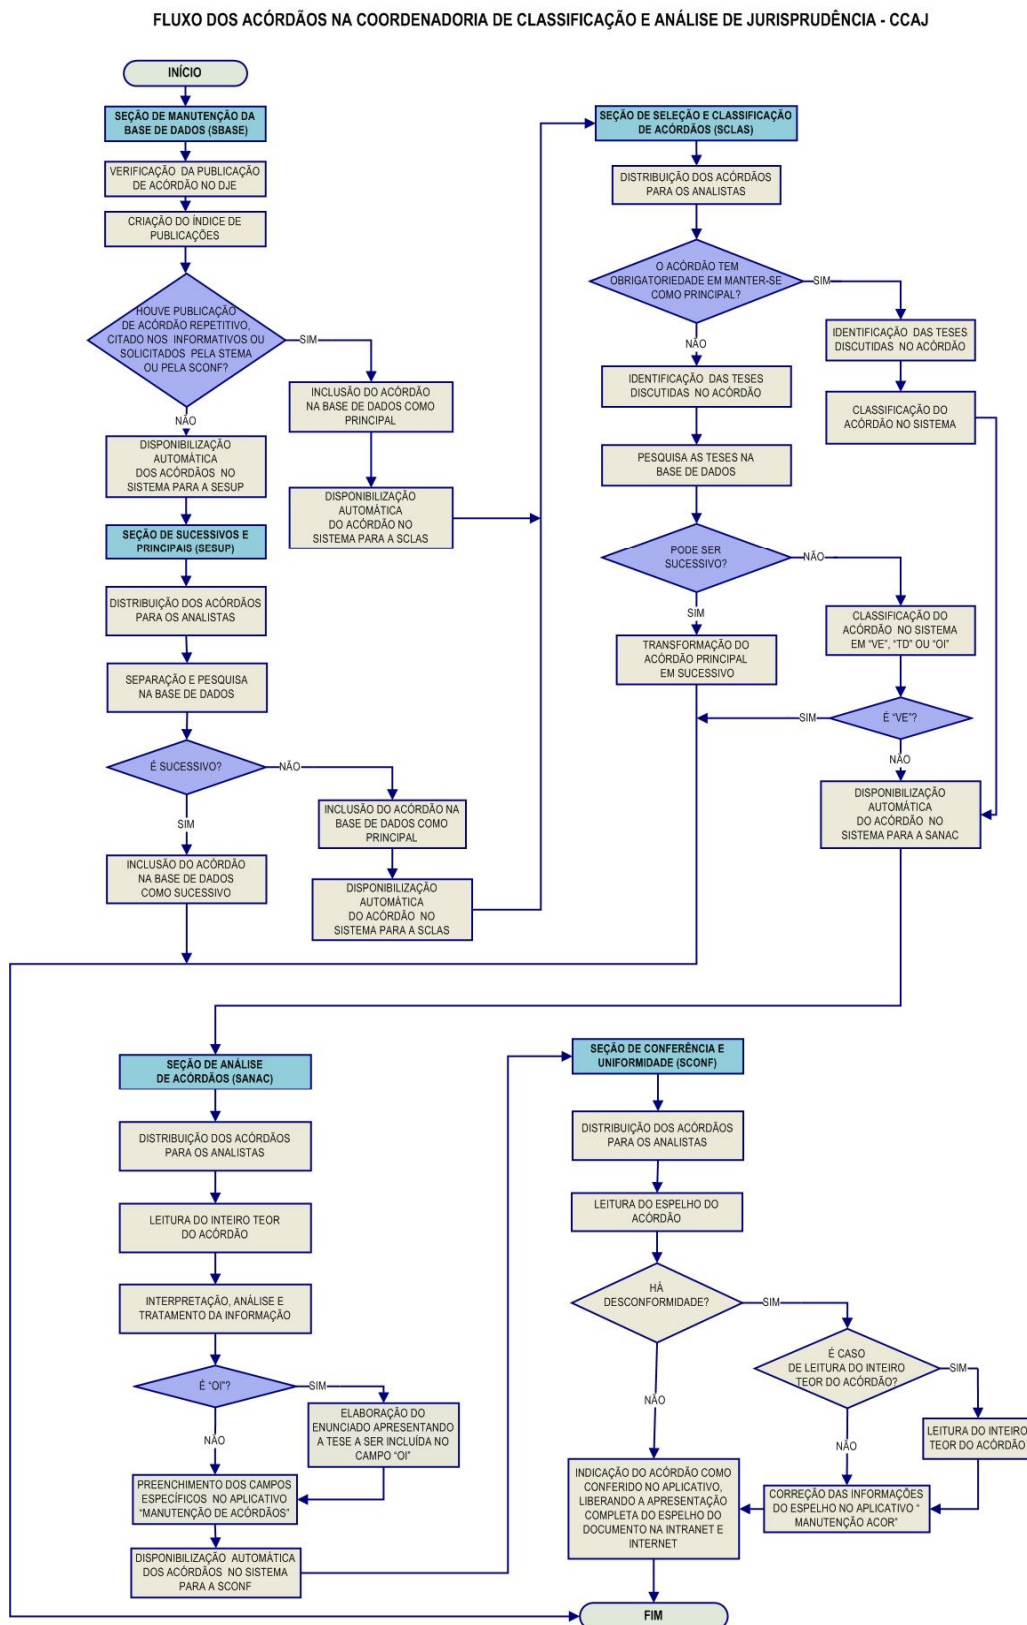 FLUXO DOS ACÓRDÃOS NA COORDENADORIA DE CLASSIFICAÇÃO E ANÁLISE DE JURISPRUDÊNCIA - CCAJ
INÍCIO
SEÇÃO DE MANUTENÇÃO DA
BASE DE DADOS (SBASE)
VERIFICAÇÃO DA PUBLICAÇÃO
DE ACÓRDÃO NO DJE
CRIAÇÃO DO ÍNDICE DE
PUBLICAÇÕES
HOUVE PUBLICAÇÃO
DE ACÓRDÃO REPETITIVO,
CITADO NOS INFORMATIVOS OU
SOLICITADOS PELA STEMA
OU PELA SCONF?
SIM
INCLUSÃO DO ACÓRDÃO
NA BASE DE DADOS COMO
PRINCIPAL
DISPONIBILIZAÇÃO
AUTOMÁTICA
DO ACÓRDÃO NO
SISTEMA PARA A SCLAS
NÃO
DISPONIBILIZAÇÃO
AUTOMÁTICA
DOS ACÓRDÃOS NO
SISTEMA PARA A SESUP
SEÇÃO DE SUCESSIVOS E
PRINCIPAIS (SESUP)
DISTRIBUIÇÃO DOS ACÓRDÃOS
PARA OS ANALISTAS
SEPARAÇÃO E PESQUISA
NA BASE DE DADOS
É SUCESSIVO?
NÃO
INCLUSÃO DO ACÓRDÃO NA
BASE DE DADOS COMO
PRINCIPAL
DISPONIBILIZAÇÃO
AUTOMÁTICA
DO ACÓRDÃO NO
SISTEMA PARA A SCLAS
SIM
INCLUSÃO DO ACÓRDÃO
NA BASE DE DADOS
COMO SUCESSIVO
SEÇÃO DE SELEÇÃO E CLASSIFICAÇÃO
DE ACÓRDÃOS (SCLAS)
DISTRIBUIÇÃO DOS ACÓRDÃOS
PARA OS ANALISTAS
O ACÓRDÃO TEM
OBRIGATORIEDADE EM MANTER-SE
COMO PRINCIPAL?
SIM
IDENTIFICAÇÃO DAS TESES
DISCUTIDAS NO ACÓRDÃO
CLASSIFICAÇÃO DO
ACÓRDÃO NO SISTEMA
NÃO
IDENTIFICAÇÃO DAS TESES
DISCUTIDAS NO ACÓRDÃO
PESQUISA AS TESES NA
BASE DE DADOS
PODE SER
SUCESSIVO?
NÃO
CLASSIFICAÇÃO DO
ACÓRDÃO NO SISTEMA
EM “VE”, “TD” OU “OI”
SIM
TRANSFORMAÇÃO DO
ACÓRDÃO PRINCIPAL
EM SUCESSIVO
É “VE”?
SIM
NÃO
DISPONIBILIZAÇÃO
AUTOMÁTICA
DO ACÓRDÃO NO
SISTEMA PARA A SANAC
SEÇÃO DE ANÁLISE
DE ACÓRDÃOS (SANAC)
DISTRIBUIÇÃO DOS ACÓRDÃOS
PARA OS ANALISTAS
LEITURA DO INTEIRO TEOR
DO ACÓRDÃO
INTERPRETAÇÃO, ANÁLISE E
TRATAMENTO DA INFORMAÇÃO
É “OI”?
SIM
ELABORAÇÃO DO
ENUNCIADO APRESENTANDO
A TESE A SER INCLUÍDA NO
CAMPO “OI”
NÃO
PREENCHIMENTO DOS CAMPOS
ESPECÍFICOS NO APLICATIVO
“MANUTENÇÃO DE ACÓRDÃOS”
DISPONIBILIZAÇÃO AUTOMÁTICA
DOS ACÓRDÃOS NO SISTEMA
PARA A SCONF
SEÇÃO DE CONFERÊNCIA E
UNIFORMIDADE (SCONF)
DISTRIBUIÇÃO DOS ACÓRDÃOS
PARA OS ANALISTAS
LEITURA DO ESPELHO DO
ACÓRDÃO
HÁ
DESCONFORMIDADE?
SIM
É CASO
DE LEITURA DO INTEIRO
TEOR DO ACÓRDÃO?
SIM
LEITURA DO INTEIRO
TEOR DO ACÓRDÃO
NÃO
CORREÇÃO DAS INFORMAÇÕES
DO ESPELHO NO APLICATIVO “
MANUTENÇÃO ACOR”
NÃO
INDICAÇÃO DO ACÓRDÃO COMO
CONFERIDO NO APLICATIVO,
LIBERANDO A APRESENTAÇÃO
COMPLETA DO ESPELHO DO
DOCUMENTO NA INTRANET E
INTERNET
FIM